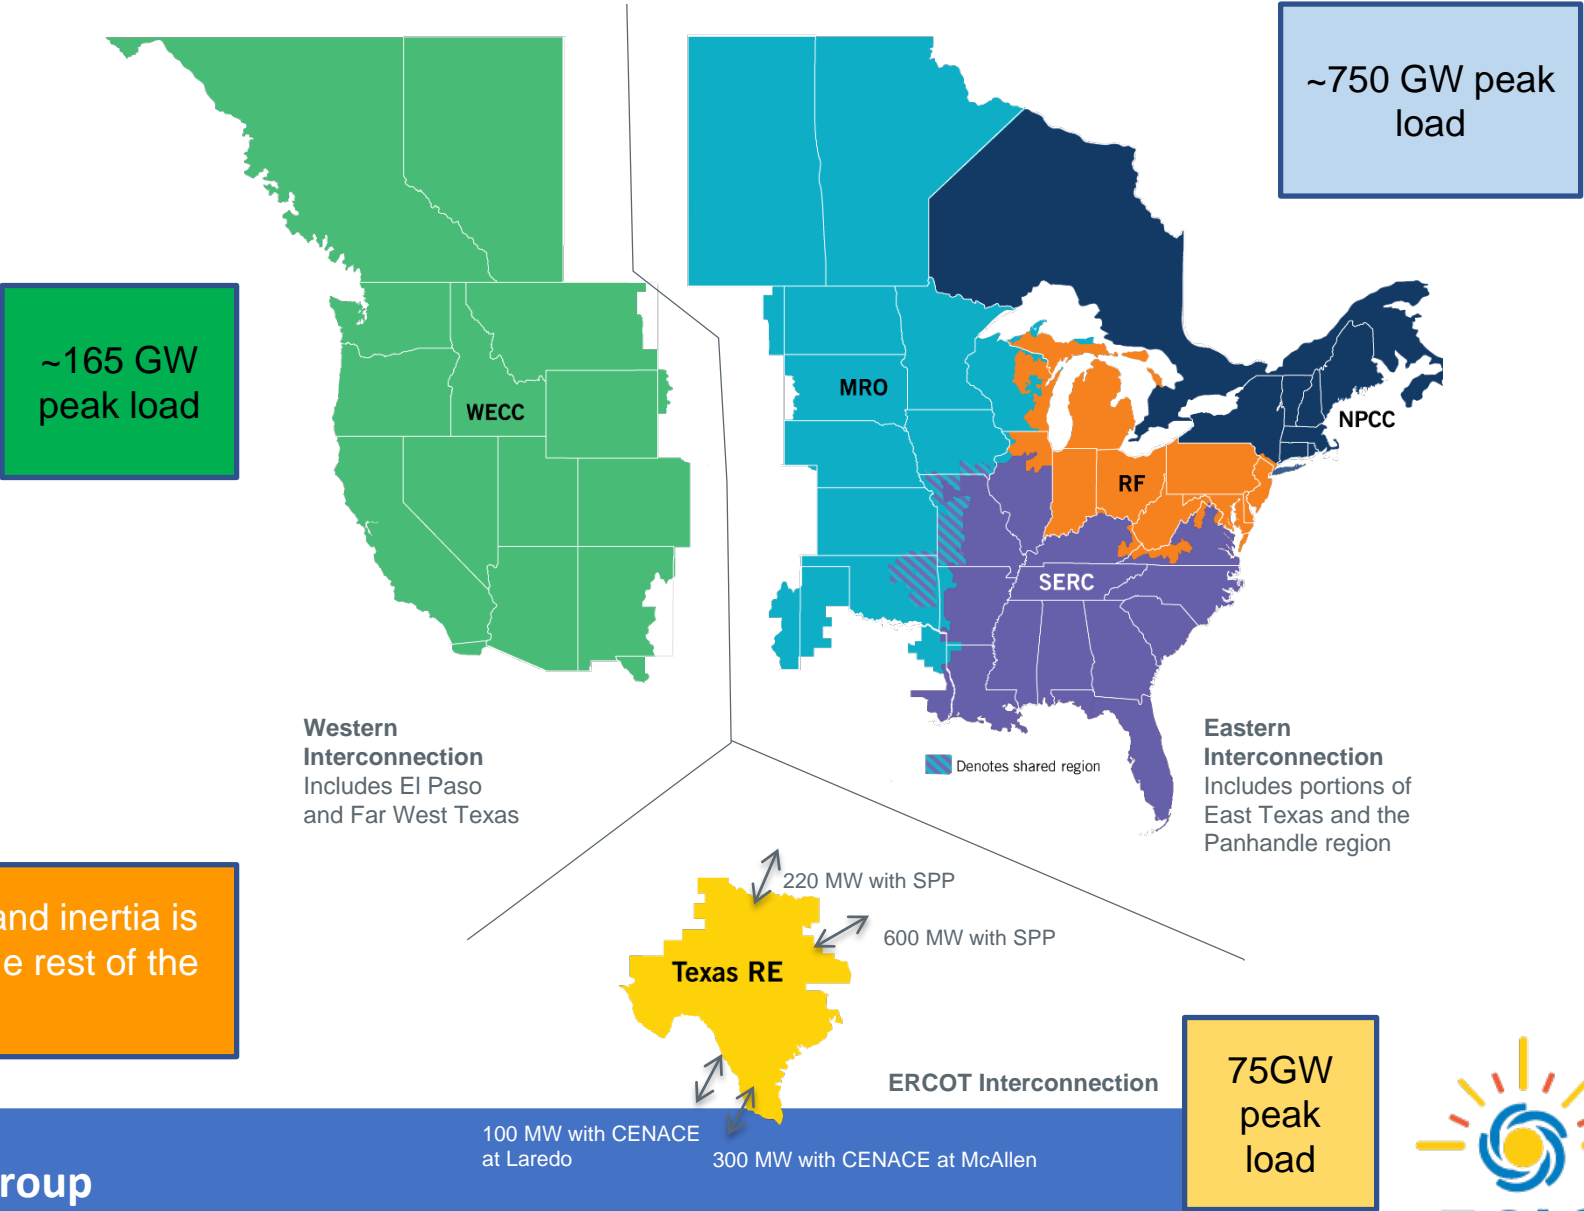 ~750 GW peak
load
~165 GW
peak load
WECC
MRO
NPCC
RF
SERC
Western
Interconnection
Includes El Paso
and Far West Texas
Denotes shared region
Eastern
Interconnection
Includes portions of
East Texas and the
Panhandle region
and inertia is
e rest of the
220 MW with SPP
600 MW with SPP
Texas RE
ERCOT Interconnection
75GW
peak
load
100 MW with CENACE
at Laredo
300 MW with CENACE at McAllen
roup